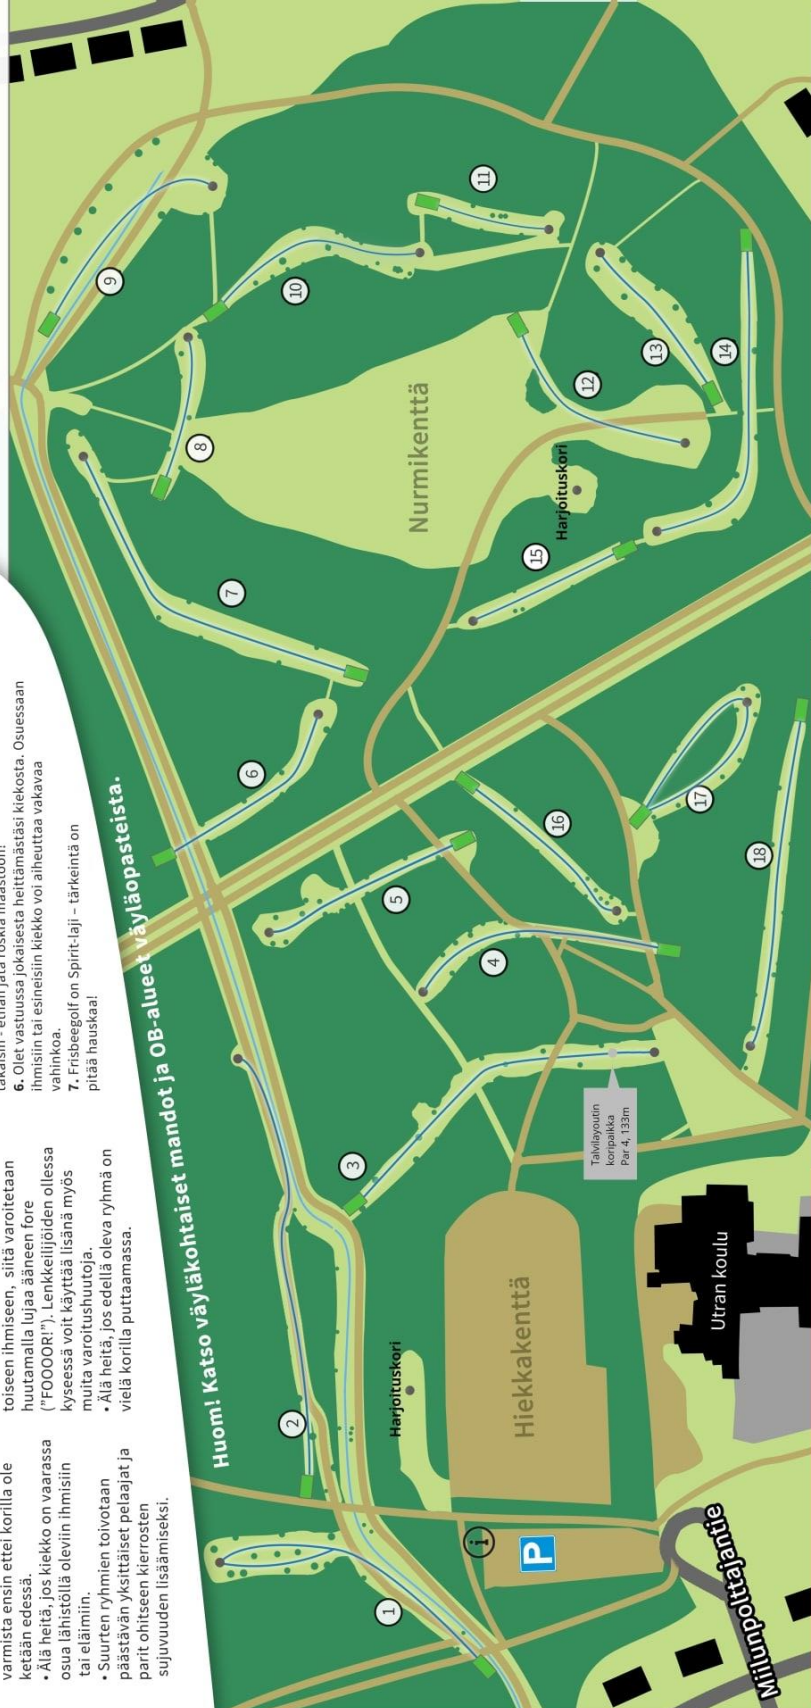 varmista ensin ettei korilla ole
ketään edessä.
• Älä heitä, jos kiekko on vaarassa
osua lähistöllä oleviin ihmisiin
tai eläimiin.
• Suurten ryhmien toivotaan
päästävän yksittäiset pelaajat ja
parit ohitseen kierrosten
sujuvuuden lisäämiseksi.
toiseen ihmiseen, siitä varoitetaan
huutamalla lujaa ääneen fore
("FOOOOR!"). Lenkkeilijöiden ollessa
kyseessä voit käyttää lisänä myös
muita varoitushuutoja.
• Älä heitä, jos edellä oleva ryhmä on
vielä korilla puttaamassa.
6. Olet vastuussa jokaisesta heittämästäsi kiekosta. Osuessaan
ihmisiin tai esineisiin kiekko voi aiheuttaa vakavaa
vahinkoa.
7. Frisbeegolf on Spirit-laji – tärkeintä on
pitää hauskaa!
Huom! Katso väyläkohtaiset mandot ja OB-alueet väyläopasteista.
1
2
3
4
5
6
7
8
9
10
11
12
13
14
15
16
17
18
Harjoituskori
Hiekkakenttä
i
P
Miilunpolttajantie
Utran koulu
Talvilayoutin
koripaikka
Par 4, 133m
Nurmikenttä
Harjoituskori